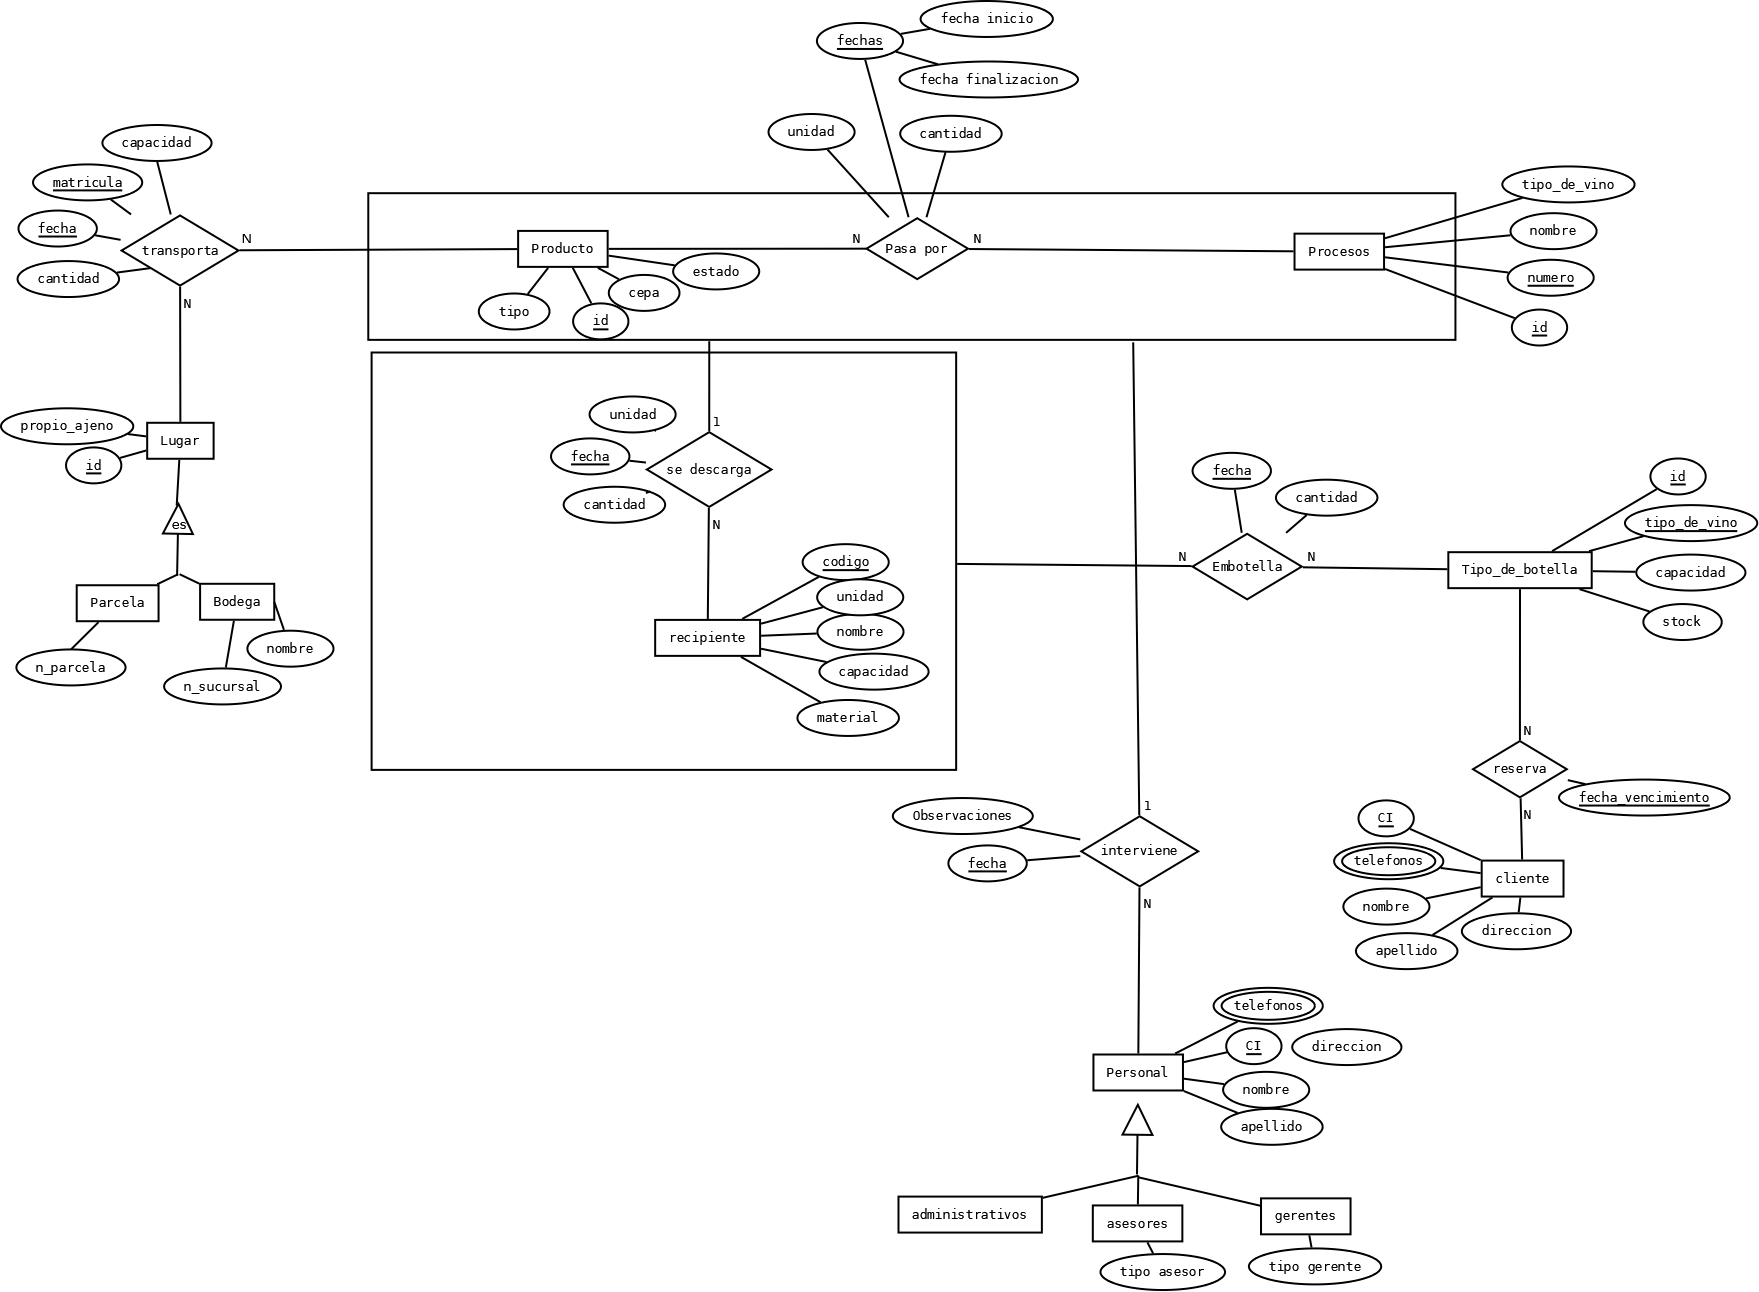 fecha inicio
fechas
fecha finalizacion
unidad
cantidad
capacidad
matricula
fecha
cantidad
transporta
N
N
Producto
tipo
id
cepa
estado
N
Pasa por
N
Procesos
tipo_de_vino
nombre
numero
id
propio_ajeno
id
Lugar
es
Parcela
Bodega
n_parcela
n_sucursal
nombre
unidad
fecha
cantidad
1
se descarga
N
recipiente
codigo
unidad
nombre
capacidad
material
fecha
cantidad
N
Embotella
N
Tipo_de_botella
id
tipo_de_vino
capacidad
stock
N
reserva
fecha_vencimiento
N
CI
telefonos
nombre
apellido
cliente
direccion
1
Observaciones
fecha
interviene
N
Personal
telefonos
CI
direccion
nombre
apellido
administrativos
asesores
gerentes
tipo asesor
tipo gerente